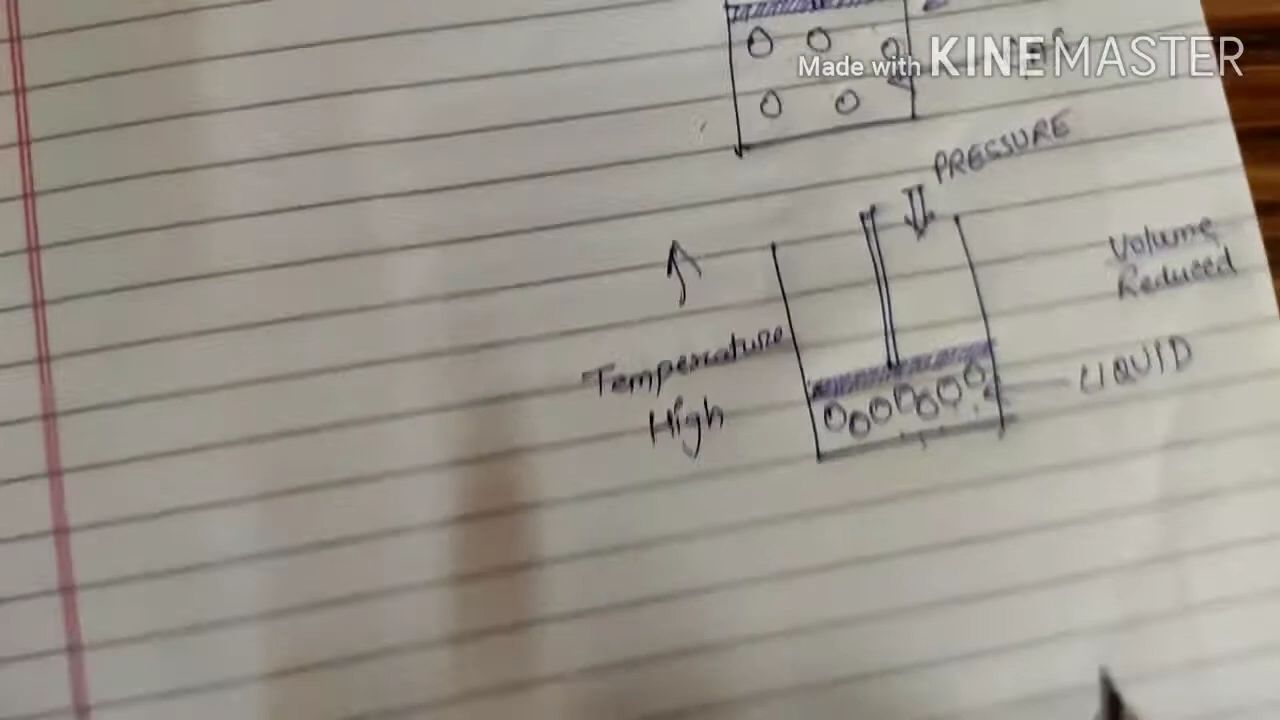 Made with KINEMASTER
PRESSURE
Volume
Reduced
Temperature
High
LIQUID